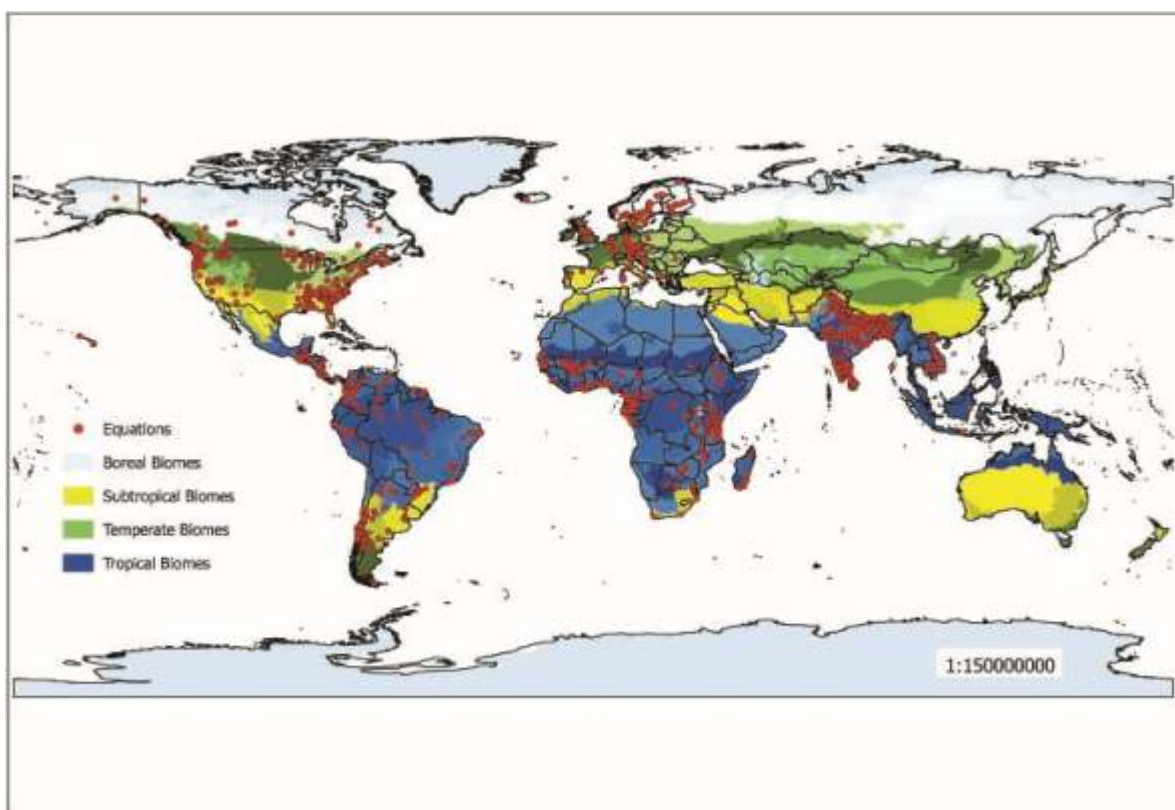 Equations
Boreal Biomes
Subtropical Biomes
Temperate Biomes
Tropical Biomes
1:150000000